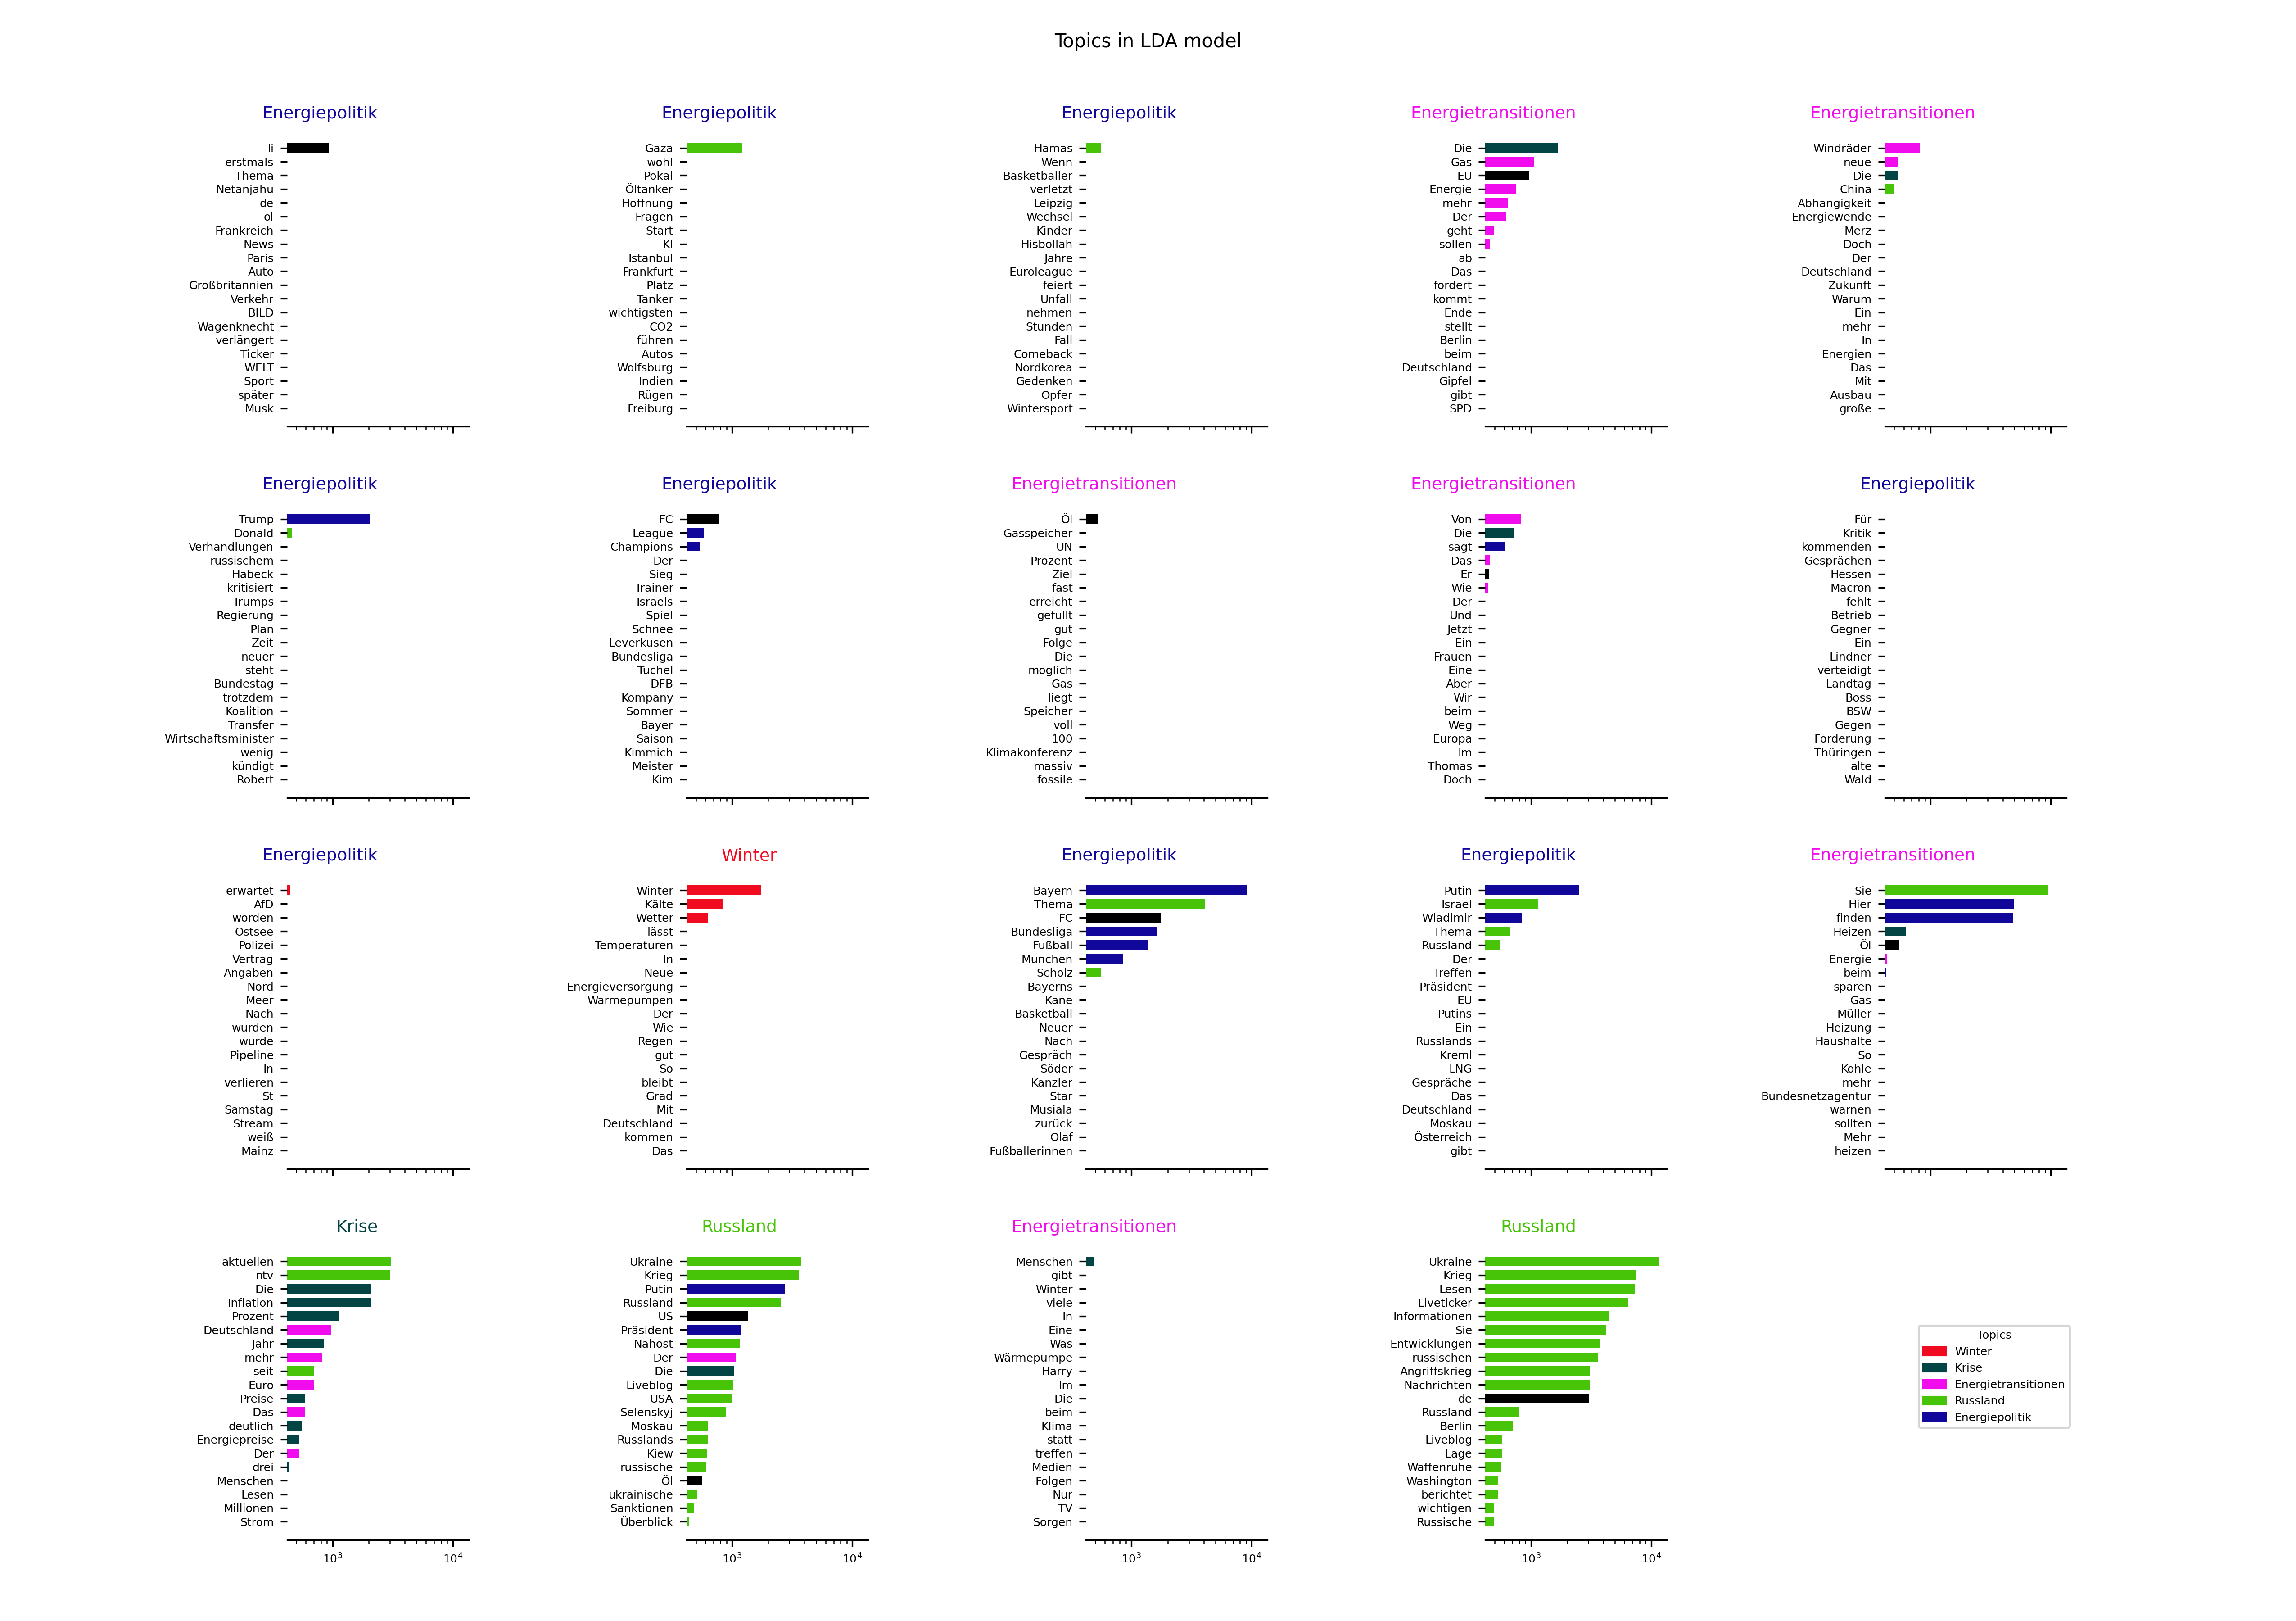 Topics in LDA model
Energiepolitik
li
erstmals
Thema
Netanjahu
de
ol
Frankreich
News
Paris
Auto
Großbritannien
Verkehr
BILD
Wagenknecht
verlängert
Ticker
WELT
Sport
später
Musk
Energiepolitik
Gaza
wohl
Pokal
Öltanker
Hoffnung
Fragen
Start
KI
Istanbul
Frankfurt
Platz
Tanker
wichtigsten
CO2
führen
Autos
Wolfsburg
Indien
Rügen
Freiburg
Energiepolitik
Hamas
Wenn
Basketballer
verletzt
Leipzig
Wechsel
Kinder
Hisbollah
Jahre
Euroleague
feiert
Unfall
nehmen
Stunden
Fall
Comeback
Nordkorea
Gedenken
Opfer
Wintersport
Energietransitionen
Die
Gas
EU
Energie
mehr
Der
geht
sollen
ab
Das
fordert
kommt
Ende
stellt
Berlin
beim
Deutschland
Gipfel
gibt
SPD
Energietransitionen
Windräder
neue
Die
China
Abhängigkeit
Energiewende
Merz
Doch
Der
Deutschland
Zukunft
Warum
Ein
mehr
In
Energien
Das
Mit
Ausbau
große
Energiepolitik
Trump
Donald
Verhandlungen
russischem
Habeck
kritisiert
Trumps
Regierung
Plan
Zeit
neuer
steht
Bundestag
trotzdem
Koalition
Transfer
Wirtschaftsminister
wenig
kündigt
Robert
Energiepolitik
FC
League
Champions
Der
Sieg
Trainer
Israels
Spiel
Schnee
Leverkusen
Bundesliga
Tuchel
DFB
Kompany
Sommer
Bayer
Saison
Kimmich
Meister
Kim
Energietransitionen
Öl
Gasspeicher
UN
Prozent
Ziel
fast
erreicht
gefüllt
gut
Folge
Die
möglich
Gas
liegt
Speicher
voll
100
Klimakonferenz
massiv
fossile
Energietransitionen
Von
Die
sagt
Das
Er
Wie
Der
Und
Jetzt
Ein
Frauen
Eine
Aber
Wir
beim
Weg
Europa
Im
Thomas
Doch
Energiepolitik
Für
Kritik
kommenden
Gesprächen
Hessen
Macron
fehlt
Betrieb
Gegner
Ein
Lindner
verteidigt
Landtag
Boss
BSW
Gegen
Forderung
Thüringen
alte
Wald
Energiepolitik
erwartet
AfD
worden
Ostsee
Polizei
Vertrag
Angaben
Nord
Meer
Nach
wurden
wurde
Pipeline
In
verlieren
St
Samstag
Stream
weiß
Mainz
Winter
Winter
Kälte
Wetter
lässt
Temperaturen
In
Neue
Energieversorgung
Wärmepumpen
Der
Wie
Regen
gut
So
bleibt
Grad
Mit
Deutschland
kommen
Das
Energiepolitik
Bayern
Thema
FC
Bundesliga
Fußball
München
Scholz
Bayerns
Kane
Basketball
Neuer
Nach
Gespräch
Söder
Kanzler
Star
Musiala
zurück
Olaf
Fußballerinnen
Energiepolitik
Putin
Israel
Wladimir
Thema
Russland
Der
Treffen
Präsident
EU
Putins
Ein
Russlands
Kreml
LNG
Gespräche
Das
Deutschland
Moskau
Österreich
gibt
Energietransitionen
Sie
Hier
finden
Heizen
Öl
Energie
beim
sparen
Gas
Müller
Heizung
Haushalte
So
Kohle
mehr
Bundesnetzagentur
warnen
sollten
Mehr
heizen
Krise
aktuellen
ntv
Die
Inflation
Prozent
Deutschland
Jahr
mehr
seit
Euro
Preise
Das
deutlich
Energiepreise
Der
drei
Menschen
Lesen
Millionen
Strom
10³ 10⁴
Russland
Ukraine
Krieg
Putin
Russland
US
Präsident
Nahost
Der
Die
Liveblog
USA
Selenskyj
Moskau
Russlands
Kiew
russische
Öl
ukrainische
Sanktionen
Überblick
10³ 10⁴
Energietransitionen
Menschen
gibt
Winter
viele
In
Eine
Was
Wärmepumpe
Harry
Im
Die
beim
Klima
statt
treffen
Medien
Folgen
Nur
TV
Sorgen
10³ 10⁴
Russland
Ukraine
Krieg
Lesen
Liveticker
Informationen
Sie
Entwicklungen
russischen
Angriffskrieg
Nachrichten
de
Russland
Berlin
Liveblog
Lage
Waffenruhe
Washington
berichtet
wichtigen
Russische
10³ 10⁴
Topics
Winter
Krise
Energietransitionen
Russland
Energiepolitik